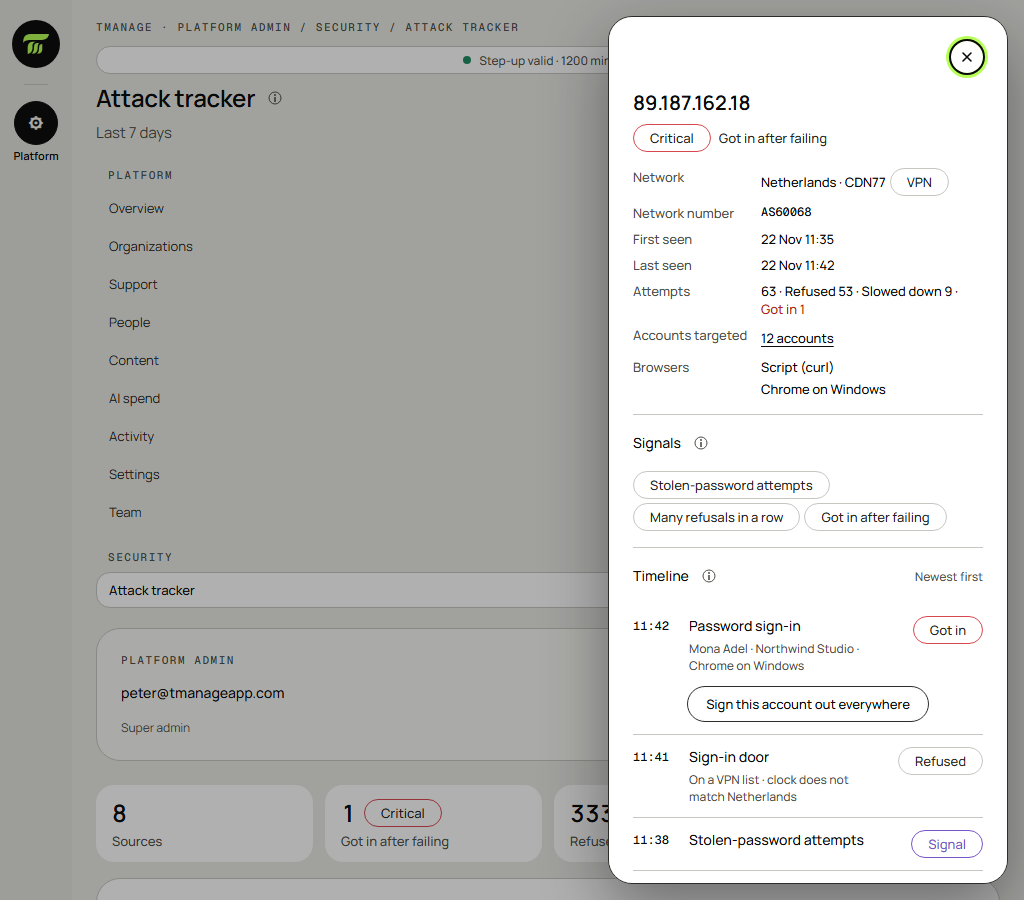 TMANAGE · PLATFORM ADMIN / SECURITY / ATTACK TRACKER
Step-up valid · 1200 min
Attack tracker
Last 7 days
Platform
PLATFORM
Overview
Organizations
Support
People
Content
AI spend
Activity
Settings
Team
SECURITY
Attack tracker
PLATFORM ADMIN
peter@tmanageapp.com
Super admin
8
Sources
1 Critical
Got in after failing
333
89.187.162.18
Critical Got in after failing
Network Netherlands · CDN77 VPN
Network number AS60068
First seen 22 Nov 11:35
Last seen 22 Nov 11:42
Attempts 63 · Refused 53 · Slowed down 9 ·
Got in 1
Accounts targeted 12 accounts
Browsers Script (curl)
Chrome on Windows
Signals
Stolen-password attempts
Many refusals in a row Got in after failing
Timeline Newest first
11:42 Password sign-in Got in
Mona Adel · Northwind Studio ·
Chrome on Windows
Sign this account out everywhere
11:41 Sign-in door Refused
On a VPN list · clock does not
match Netherlands
11:38 Stolen-password attempts Signal